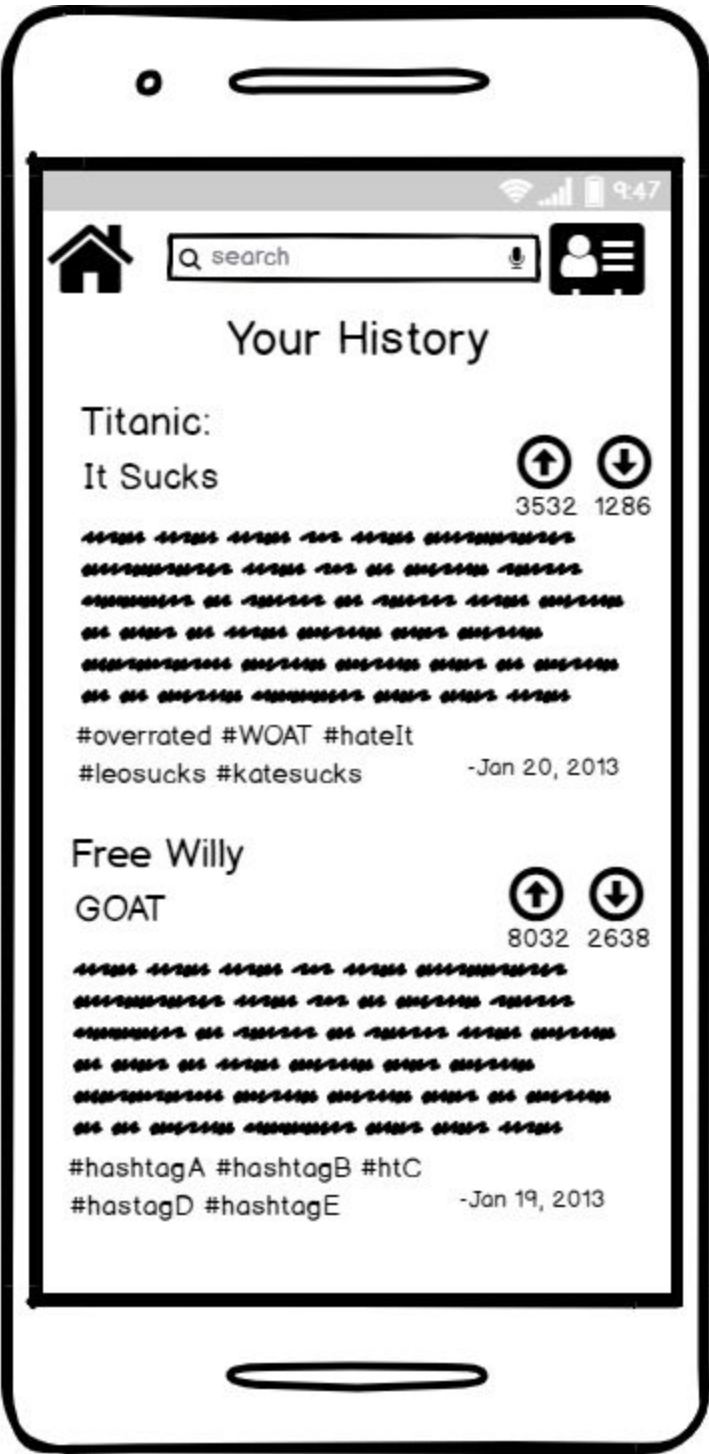 9:47
search
Your History
Titanic:
It Sucks
3532 1286
#overrated #WOAT #hateIt
#leosucks #katesucks
-Jan 20, 2013
Free Willy
GOAT
8032 2638
#hashtagA #hashtagB #htC
#hastagD #hashtagE
-Jan 19, 2013